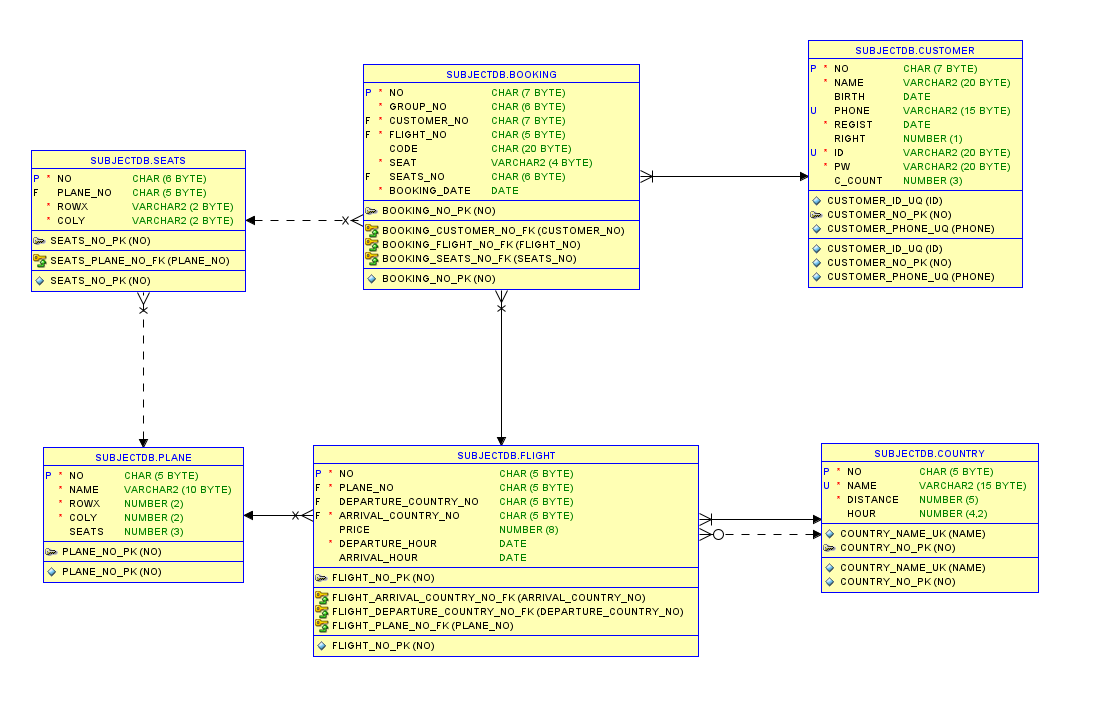 SUBJECTDB.CUSTOMER
P * NO CHAR (7 BYTE)
* NAME VARCHAR2 (20 BYTE)
BIRTH DATE
U PHONE VARCHAR2 (15 BYTE)
* REGIST DATE
RIGHT NUMBER (1)
U * ID VARCHAR2 (20 BYTE)
* PW VARCHAR2 (20 BYTE)
C_COUNT NUMBER (3)
CUSTOMER_ID_UQ (ID)
CUSTOMER_NO_PK (NO)
CUSTOMER_PHONE_UQ (PHONE)
CUSTOMER_ID_UQ (ID)
CUSTOMER_NO_PK (NO)
CUSTOMER_PHONE_UQ (PHONE)
SUBJECTDB.BOOKING
P * NO CHAR (7 BYTE)
* GROUP_NO CHAR (6 BYTE)
F * CUSTOMER_NO CHAR (7 BYTE)
F * FLIGHT_NO CHAR (5 BYTE)
CODE CHAR (20 BYTE)
* SEAT VARCHAR2 (4 BYTE)
F SEATS_NO CHAR (6 BYTE)
* BOOKING_DATE DATE
BOOKING_NO_PK (NO)
BOOKING_CUSTOMER_NO_FK (CUSTOMER_NO)
BOOKING_FLIGHT_NO_FK (FLIGHT_NO)
BOOKING_SEATS_NO_FK (SEATS_NO)
BOOKING_NO_PK (NO)
SUBJECTDB.SEATS
P * NO CHAR (6 BYTE)
F PLANE_NO CHAR (5 BYTE)
* ROWX VARCHAR2 (2 BYTE)
* COLY VARCHAR2 (2 BYTE)
SEATS_NO_PK (NO)
SEATS_PLANE_NO_FK (PLANE_NO)
SEATS_NO_PK (NO)
SUBJECTDB.PLANE
P * NO CHAR (5 BYTE)
* NAME VARCHAR2 (10 BYTE)
* ROWX NUMBER (2)
* COLY NUMBER (2)
SEATS NUMBER (3)
PLANE_NO_PK (NO)
PLANE_NO_PK (NO)
SUBJECTDB.FLIGHT
P * NO CHAR (5 BYTE)
F * PLANE_NO CHAR (5 BYTE)
F DEPARTURE_COUNTRY_NO CHAR (5 BYTE)
F * ARRIVAL_COUNTRY_NO CHAR (5 BYTE)
PRICE NUMBER (8)
* DEPARTURE_HOUR DATE
ARRIVAL_HOUR DATE
FLIGHT_NO_PK (NO)
FLIGHT_ARRIVAL_COUNTRY_NO_FK (ARRIVAL_COUNTRY_NO)
FLIGHT_DEPARTURE_COUNTRY_NO_FK (DEPARTURE_COUNTRY_NO)
FLIGHT_PLANE_NO_FK (PLANE_NO)
FLIGHT_NO_PK (NO)
SUBJECTDB.COUNTRY
P * NO CHAR (5 BYTE)
U * NAME VARCHAR2 (15 BYTE)
* DISTANCE NUMBER (5)
HOUR NUMBER (4,2)
COUNTRY_NAME_UK (NAME)
COUNTRY_NO_PK (NO)
COUNTRY_NAME_UK (NAME)
COUNTRY_NO_PK (NO)